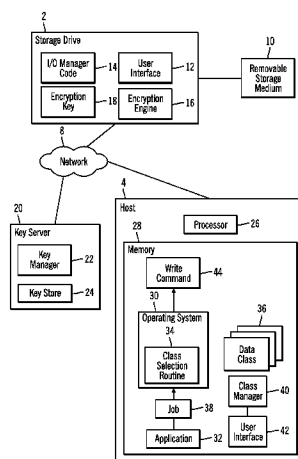 2
Storage Drive
I/O Manager
Code
14
User
Interface
12
Encryption
Key
18
Encryption
Engine
16
10
Removable
Storage
Medium
8
Network
20
Key Server
Key
Manager
22
Key Store
24
4
Host
Processor
26
28
Memory
Write
Command
44
30
Operating System
34
Class
Selection
Routine
36
Data
Class
Class
Manager
40
Job
38
Application
32
User
Interface
42